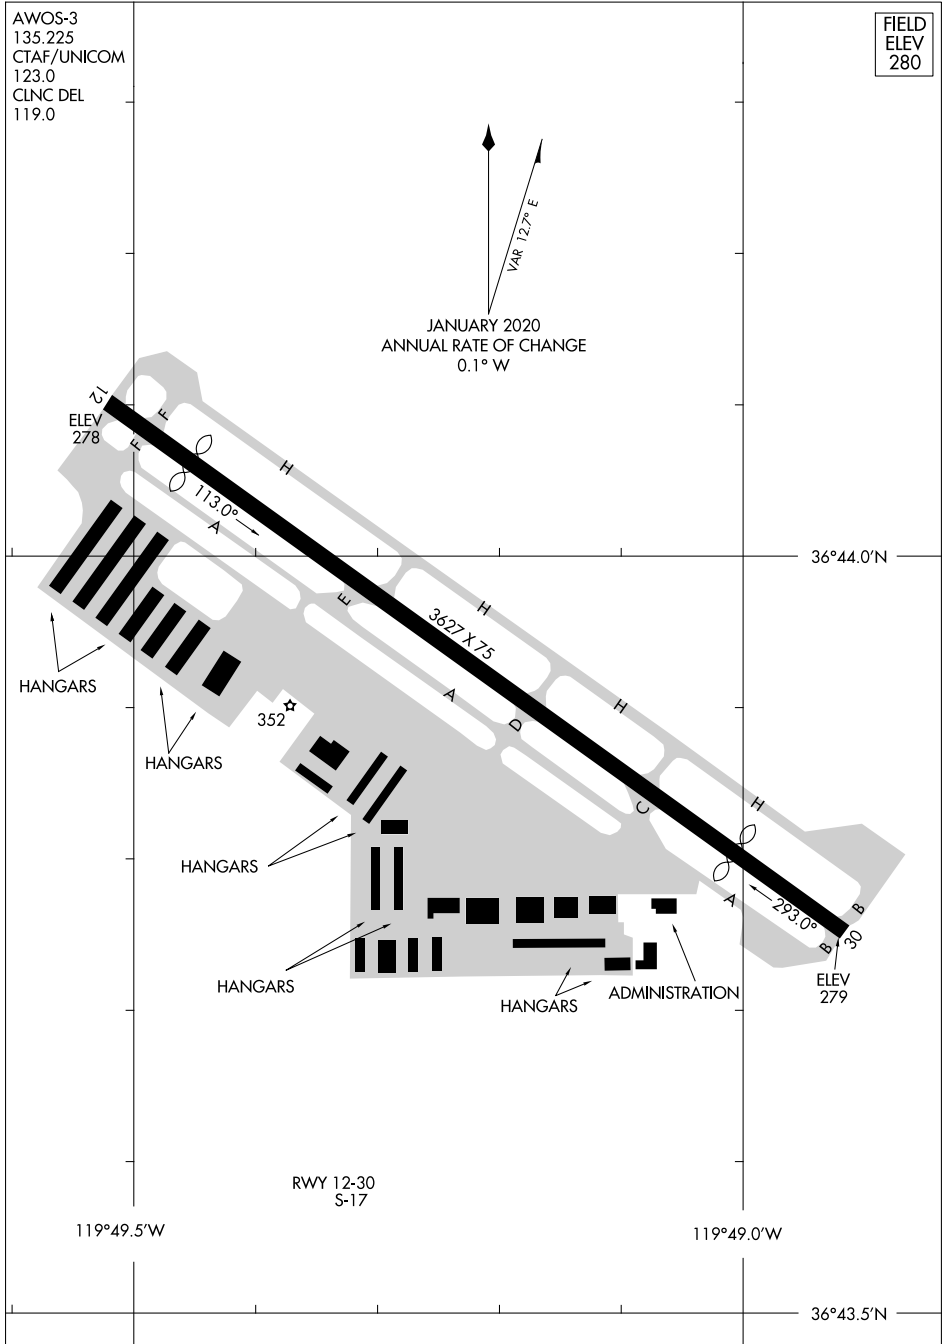 AWOS-3
135.225
CTAF/UNICOM
123.0
CLNC DEL
119.0
FIELD
ELEV
280
VAR 12.7° E
JANUARY 2020
ANNUAL RATE OF CHANGE
0.1° W
12
ELEV
278
F
F
H
113.0°
A
36°44.0'N
E
H
3627 X 75
HANGARS
A
H
352
D
HANGARS
H
C
HANGARS
A
293.0°
B
B
30
HANGARS
HANGARS
ADMINISTRATION
ELEV
279
RWY 12-30
S-17
119°49.5'W
119°49.0'W
36°43.5'N